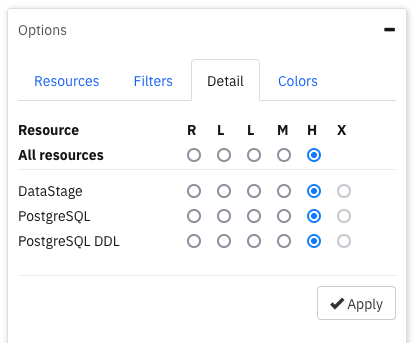 Options
Resources Filters Detail Colors
Resource R L L M H X
All resources
DataStage
PostgreSQL
PostgreSQL DDL
Apply